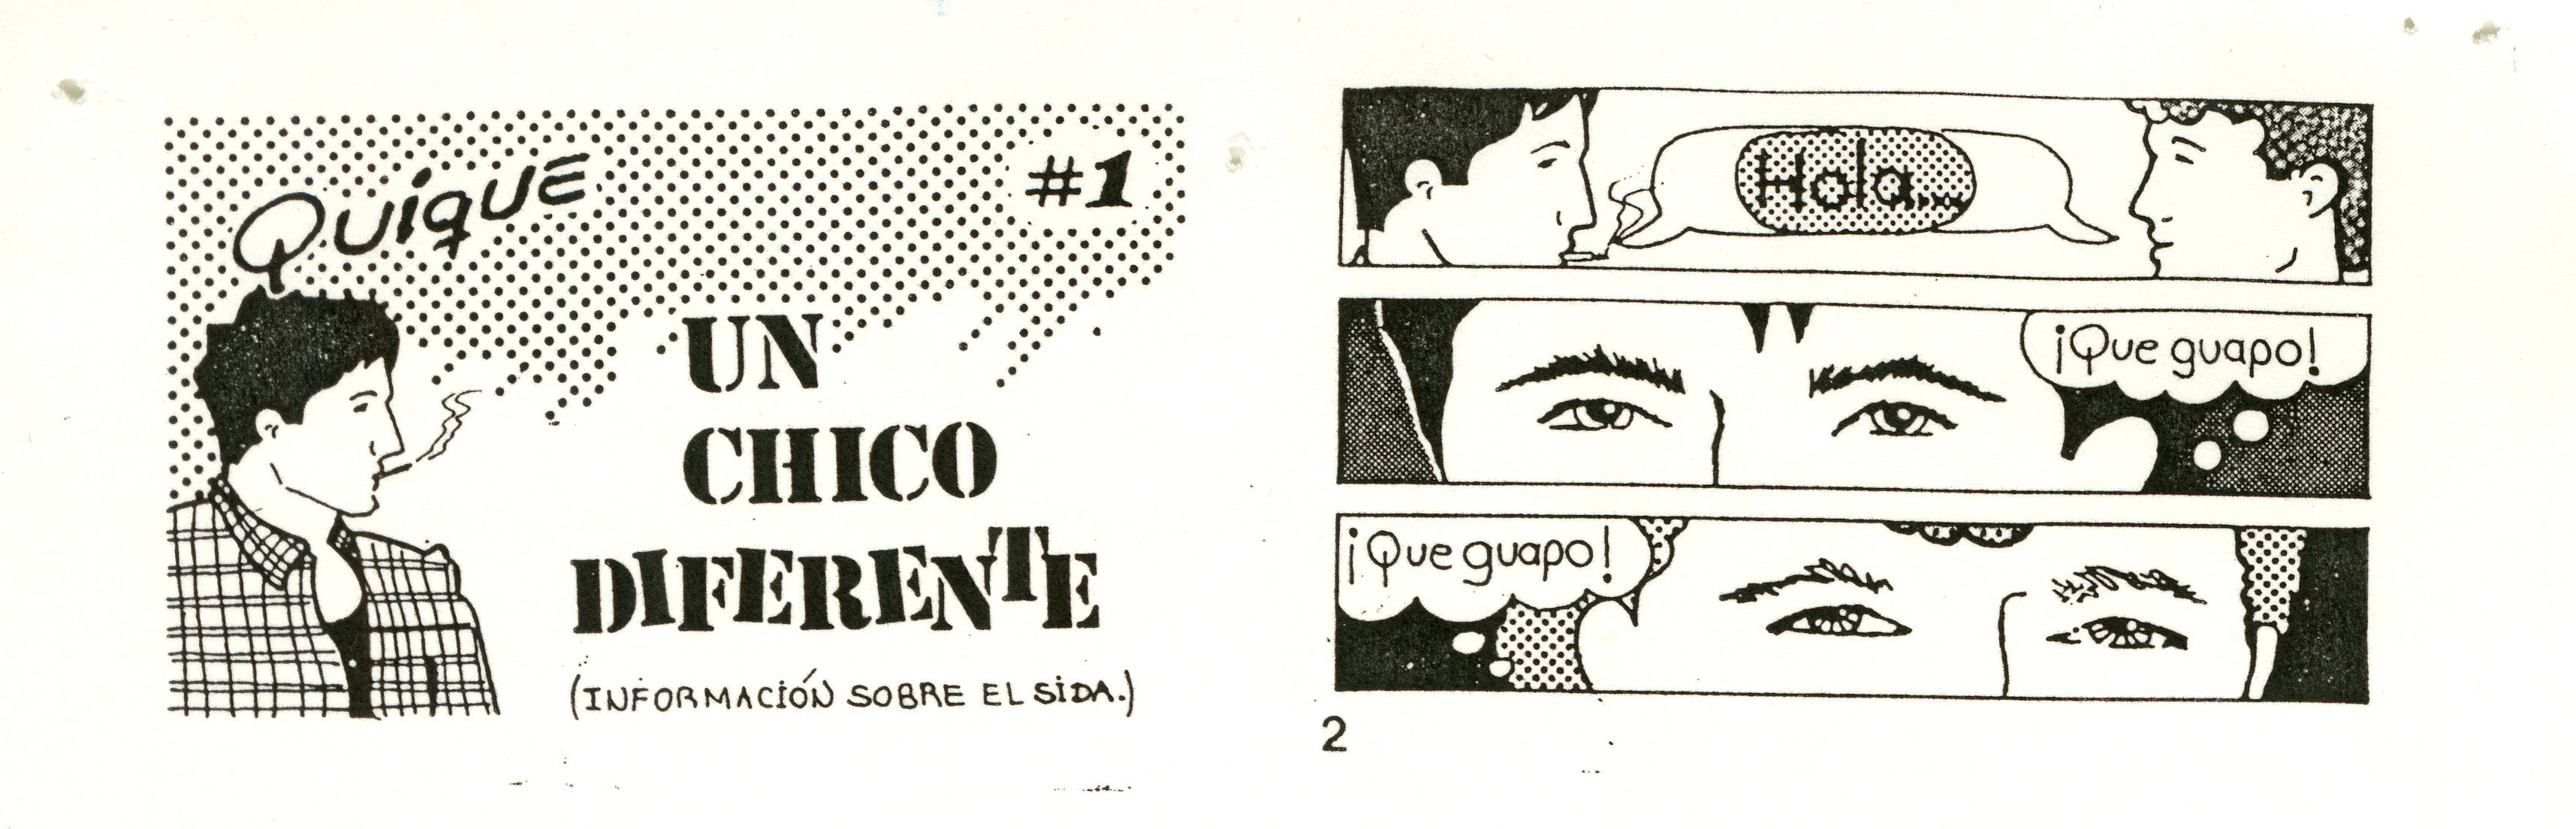 Quique
#1
UN
CHICO
DIFERENTE
(INFORMACIÓN SOBRE EL SIDA.)
Hola...
¡Que guapo!
¡Que guapo!
2